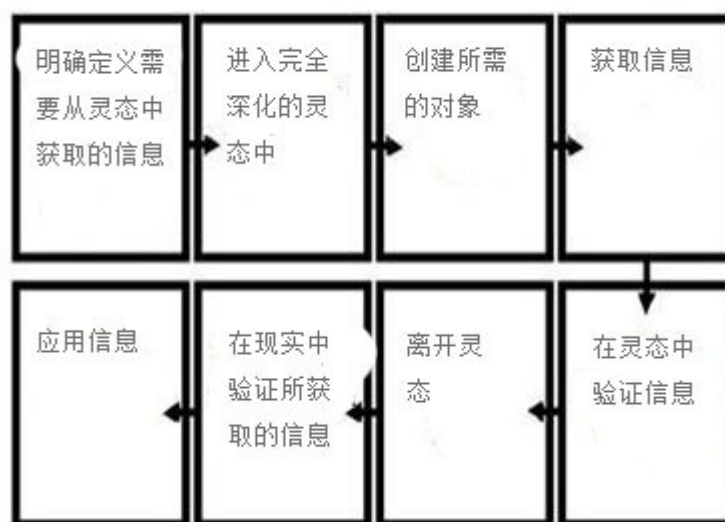 明确定义需
要从灵态中
获取的信息
进入完全
深化的灵
态中
创建所需
的对象
获取信息
在灵态中
验证信息
离开灵
态
在现实中
验证所获
取的信息
应用信息